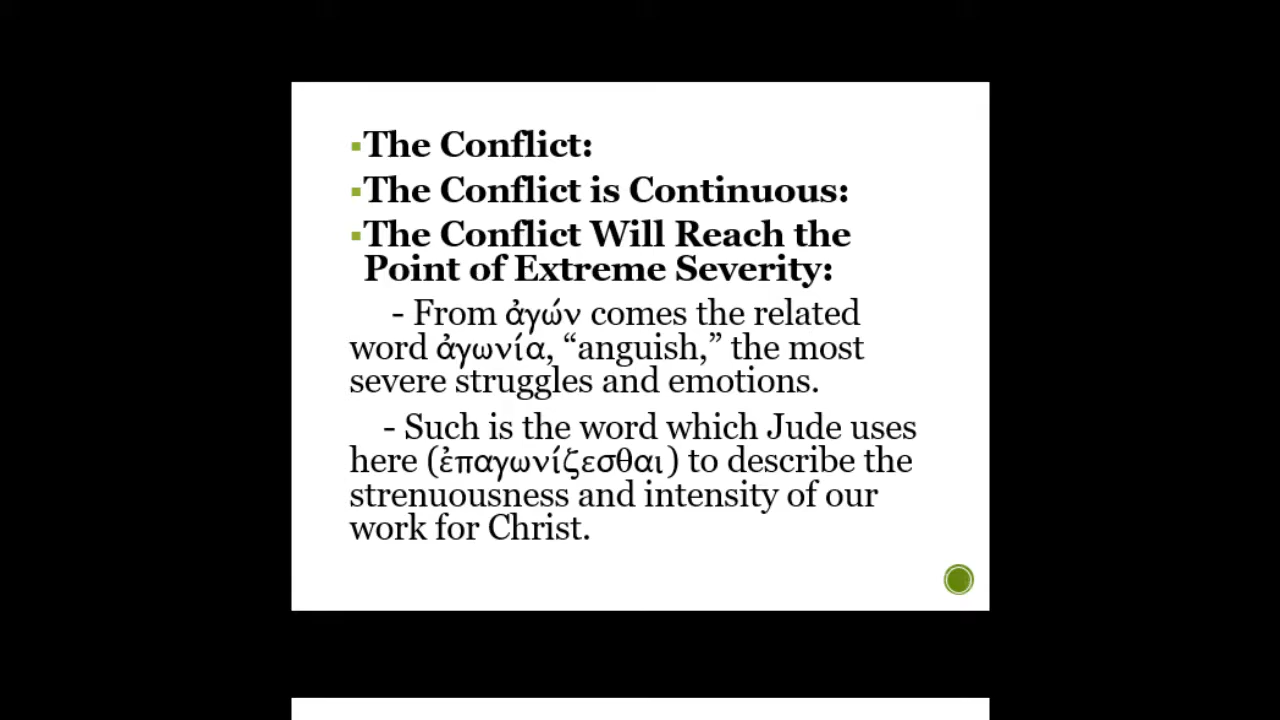 ▪The Conflict:
▪The Conflict is Continuous:
▪The Conflict Will Reach the
Point of Extreme Severity:
- From ἀγών comes the related
word ἀγωνία, “anguish,” the most
severe struggles and emotions.
- Such is the word which Jude uses
here (ἐπαγωνίζεσθαι) to describe the
strenuousness and intensity of our
work for Christ.